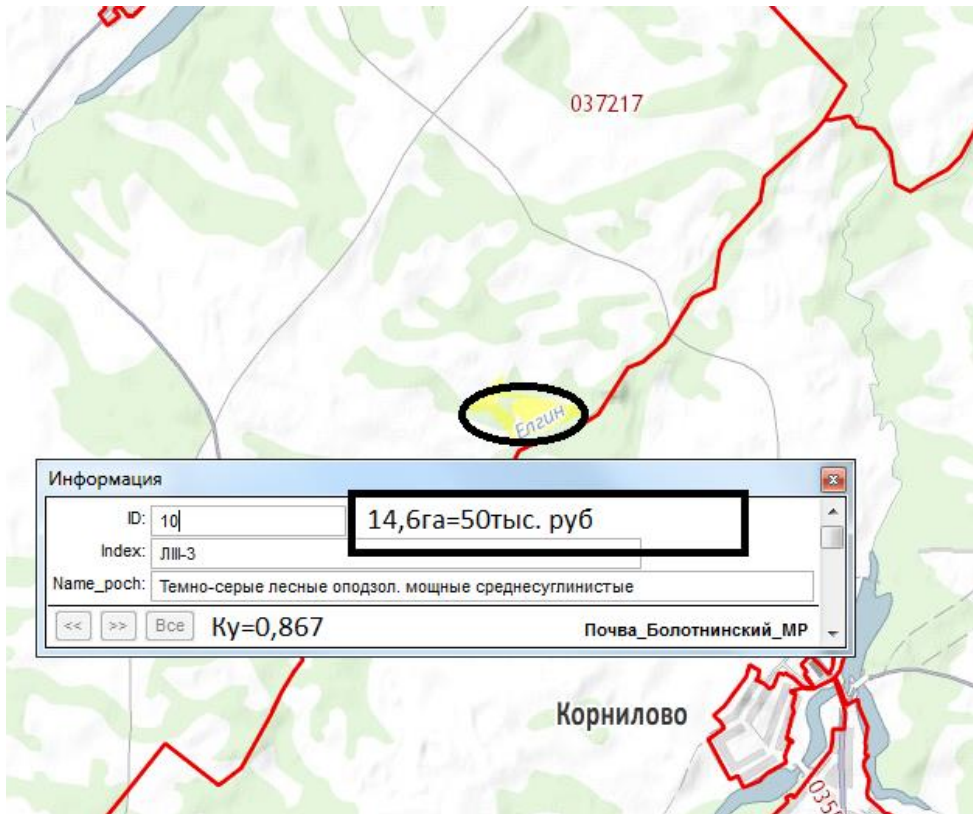 037217
Елгин
Информация
ID: 10 14,6га=50тыс. руб
Index: ЛIII-3
Name_poch: Темно-серые лесные оподзол. мощные среднесуглинистые
<< >> Все Ку=0,867 Почва_Болотнинский_МР
Корнилово